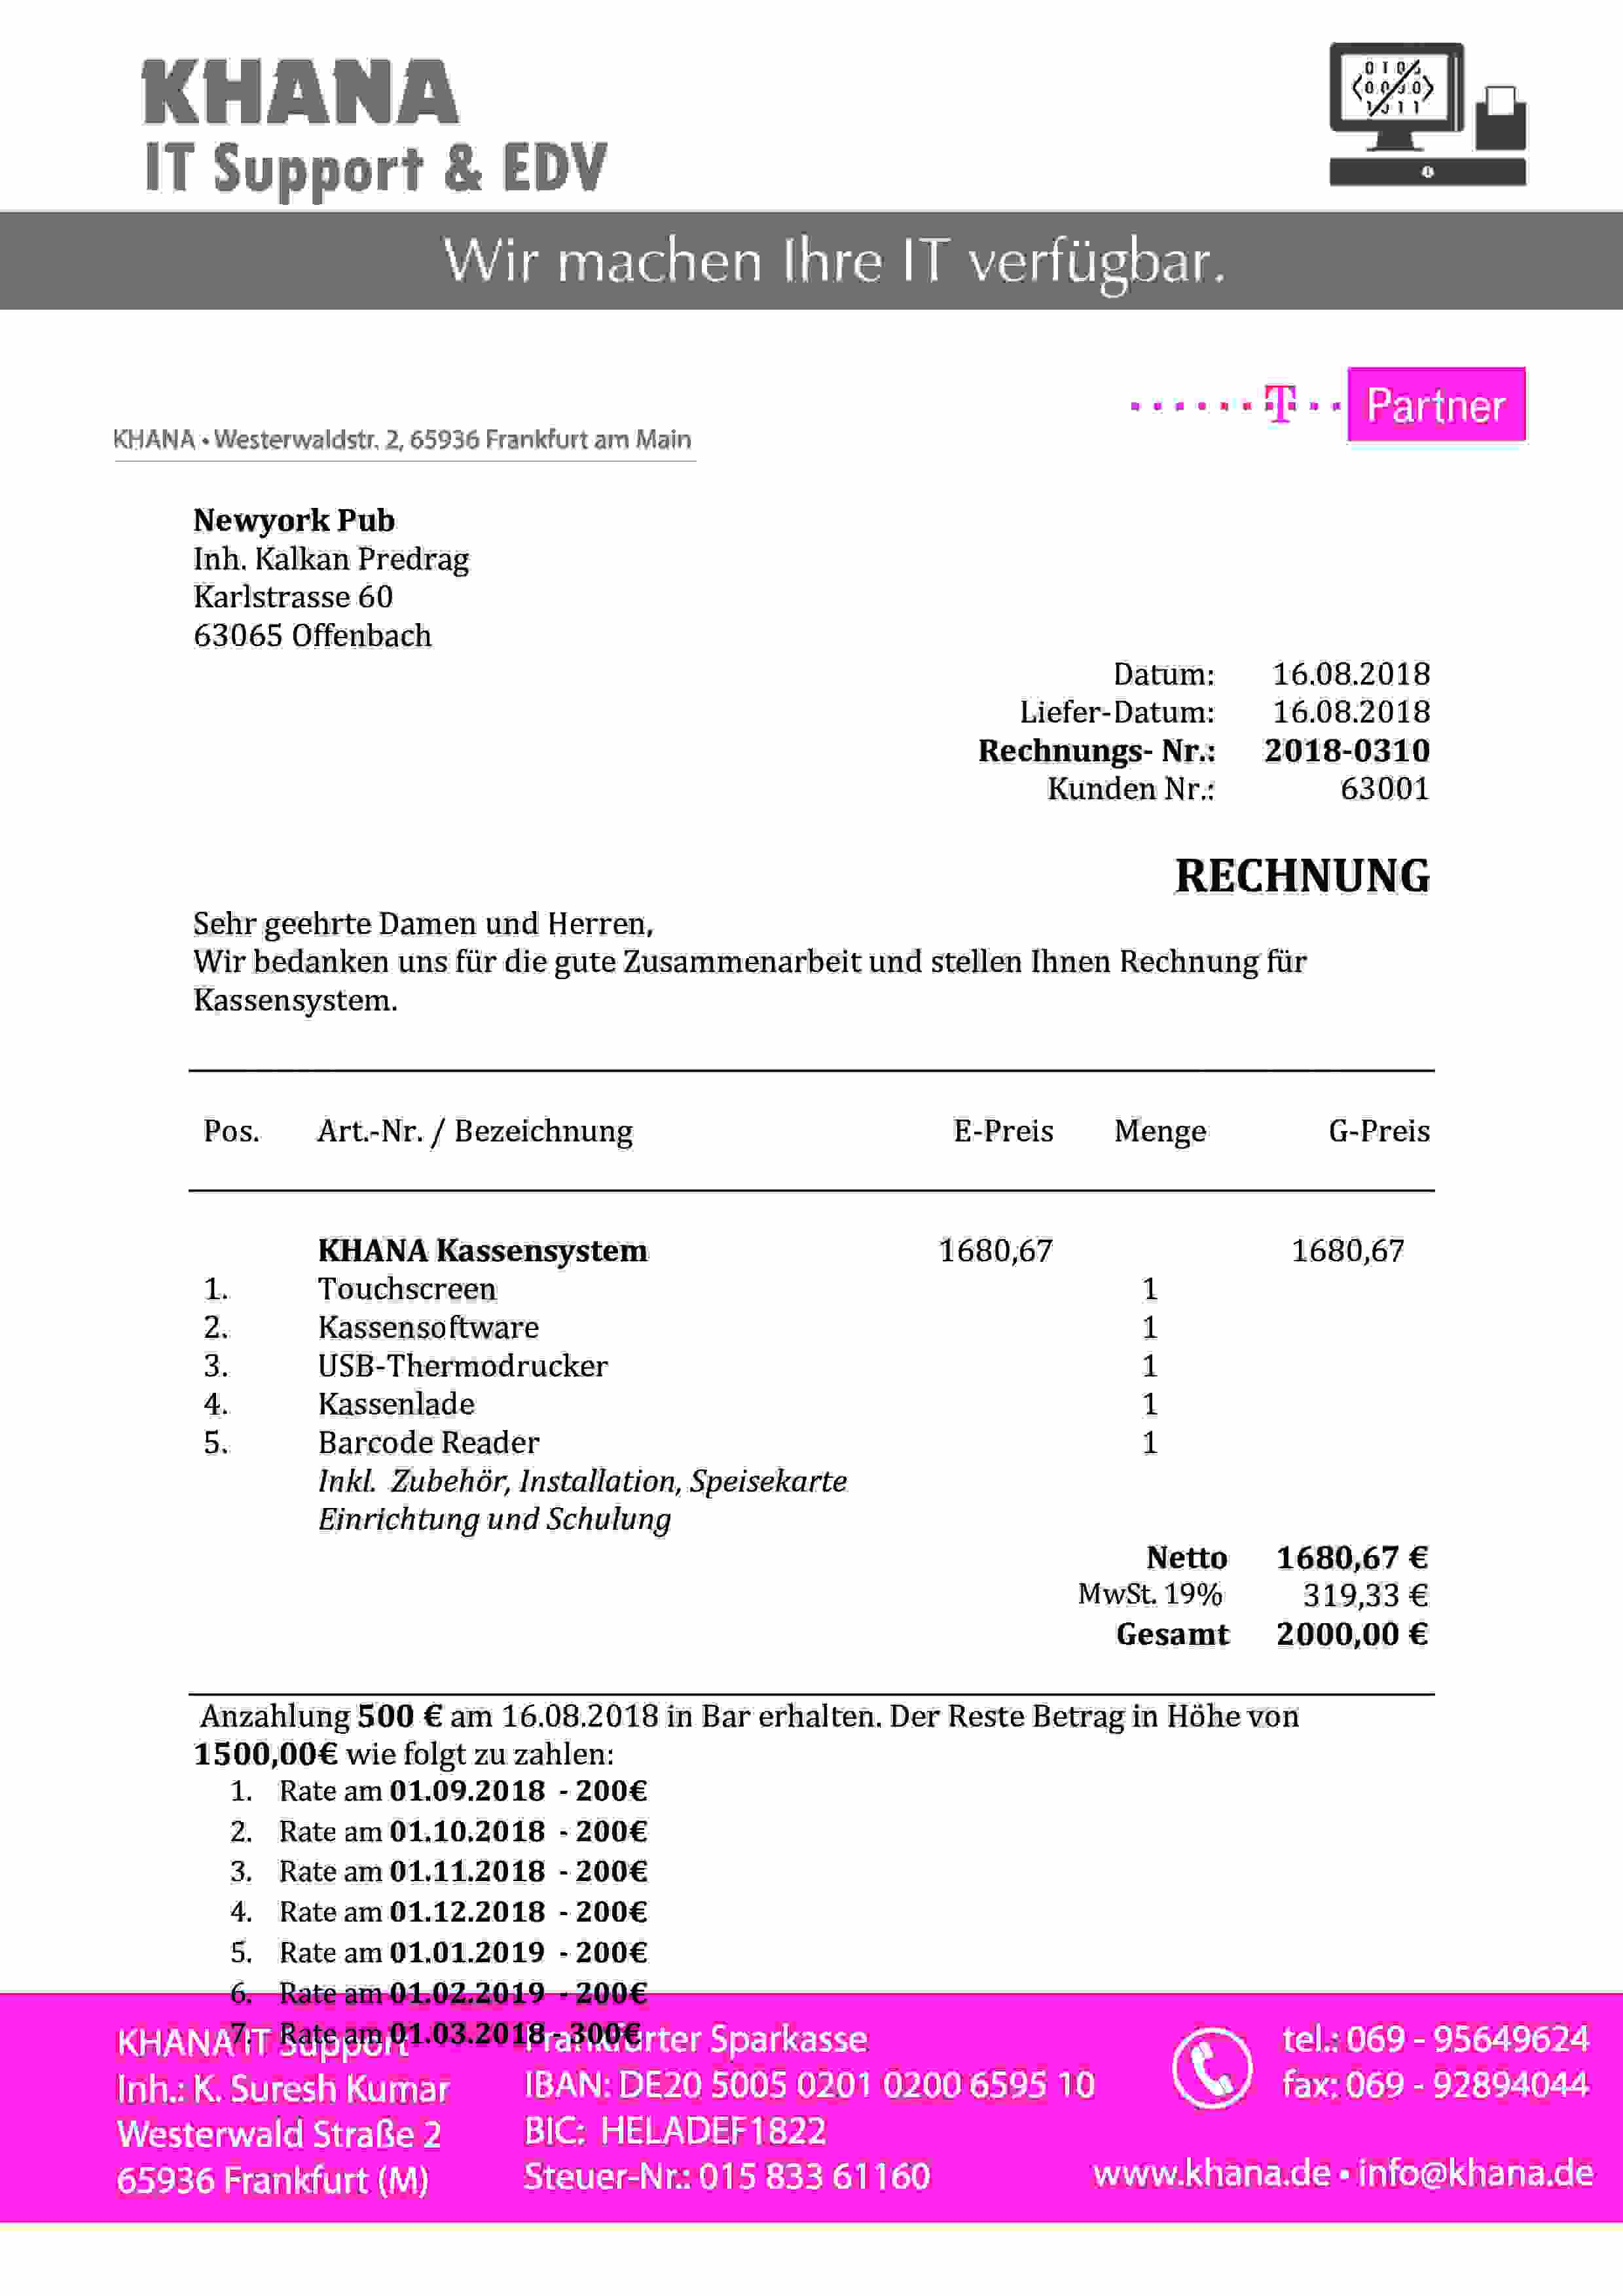 KHANA
IT Support & EDV
Wir machen Ihre IT verfügbar.
T Partner
KHANA • Westerwaldstr. 2, 65936 Frankfurt am Main
Newyork Pub
Inh. Kalkan Predrag
Karlstrasse 60
63065 Offenbach
Datum: 16.08.2018
Liefer-Datum: 16.08.2018
Rechnungs- Nr.: 2018-0310
Kunden Nr.: 63001
RECHNUNG
Sehr geehrte Damen und Herren,
Wir bedanken uns für die gute Zusammenarbeit und stellen Ihnen Rechnung für
Kassensystem.
Pos. Art.-Nr. / Bezeichnung E-Preis Menge G-Preis
KHANA Kassensystem 1680,67 1680,67
1. Touchscreen 1
2. Kassensoftware 1
3. USB-Thermodrucker 1
4. Kassenlade 1
5. Barcode Reader 1
Inkl. Zubehör, Installation, Speisekarte
Einrichtung und Schulung
Netto 1680,67 €
MwSt. 19% 319,33 €
Gesamt 2000,00 €
Anzahlung 500 € am 16.08.2018 in Bar erhalten. Der Reste Betrag in Höhe von
1500,00€ wie folgt zu zahlen:
1. Rate am 01.09.2018 - 200€
2. Rate am 01.10.2018 - 200€
3. Rate am 01.11.2018 - 200€
4. Rate am 01.12.2018 - 200€
5. Rate am 01.01.2019 - 200€
6. Rate am 01.02.2019 - 200€
7. Rate am 01.03.2018 - 300€
KHANA IT Support
Inh.: K. Suresh Kumar
Westerwald Straße 2
65936 Frankfurt (M)
Frankfurter Sparkasse
IBAN: DE20 5005 0201 0200 6595 10
BIC: HELADEF1822
Steuer-Nr.: 015 833 61160
tel.: 069 - 95649624
fax: 069 - 92894044
www.khana.de • info@khana.de